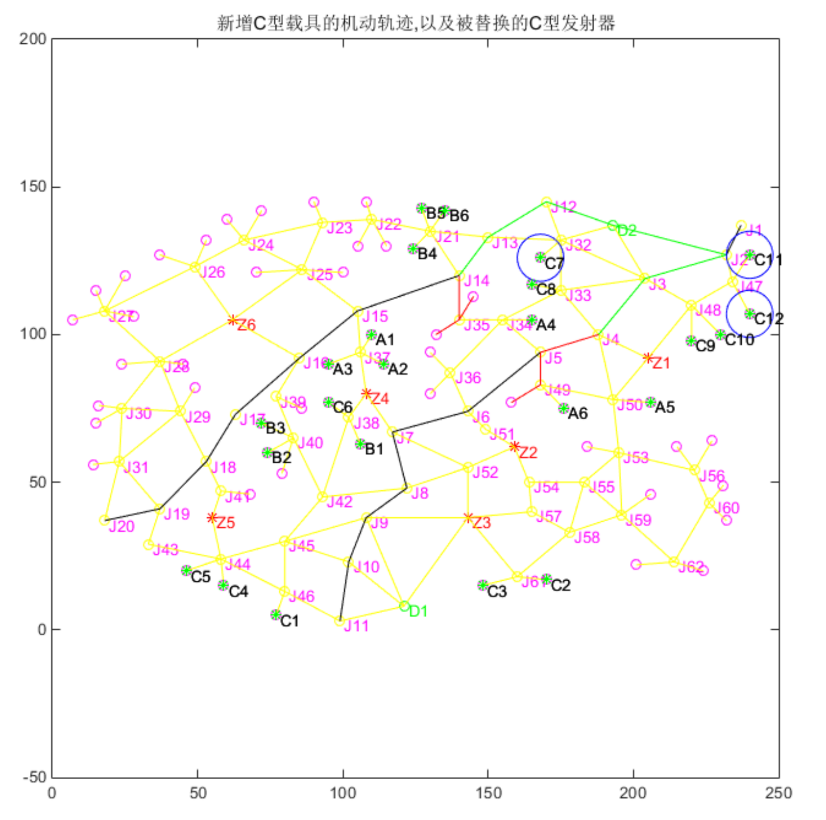 新增C型载具的机动轨迹,以及被替换的C型发射器
200
150
100
50
0
-50
0
50
100
150
200
250
B5
B6
J12
J22
J23
J21
J13
D2
J1
J24
B4
J32
C7
J2
C11
J26
J25
J14
J3
J47
C8
J33
J27
J15
J48
C12
Z6
J35
J34
A4
A1
J4
C9
C10
J28
J16
J37
A3
A2
J5
Z1
J36
J39
C6
Z4
J49
A6
J50
A5
J30
J29
J17
B3
J38
J6
J40
B1
J7
J51
B2
Z2
J53
J31
J18
J52
J56
J41
J42
J8
J54
J55
J60
J20
J19
Z5
J9
Z3
J57
J59
J43
J45
J58
J44
J10
J62
C5
C4
C3
J61
C2
J46
C1
D1
J11